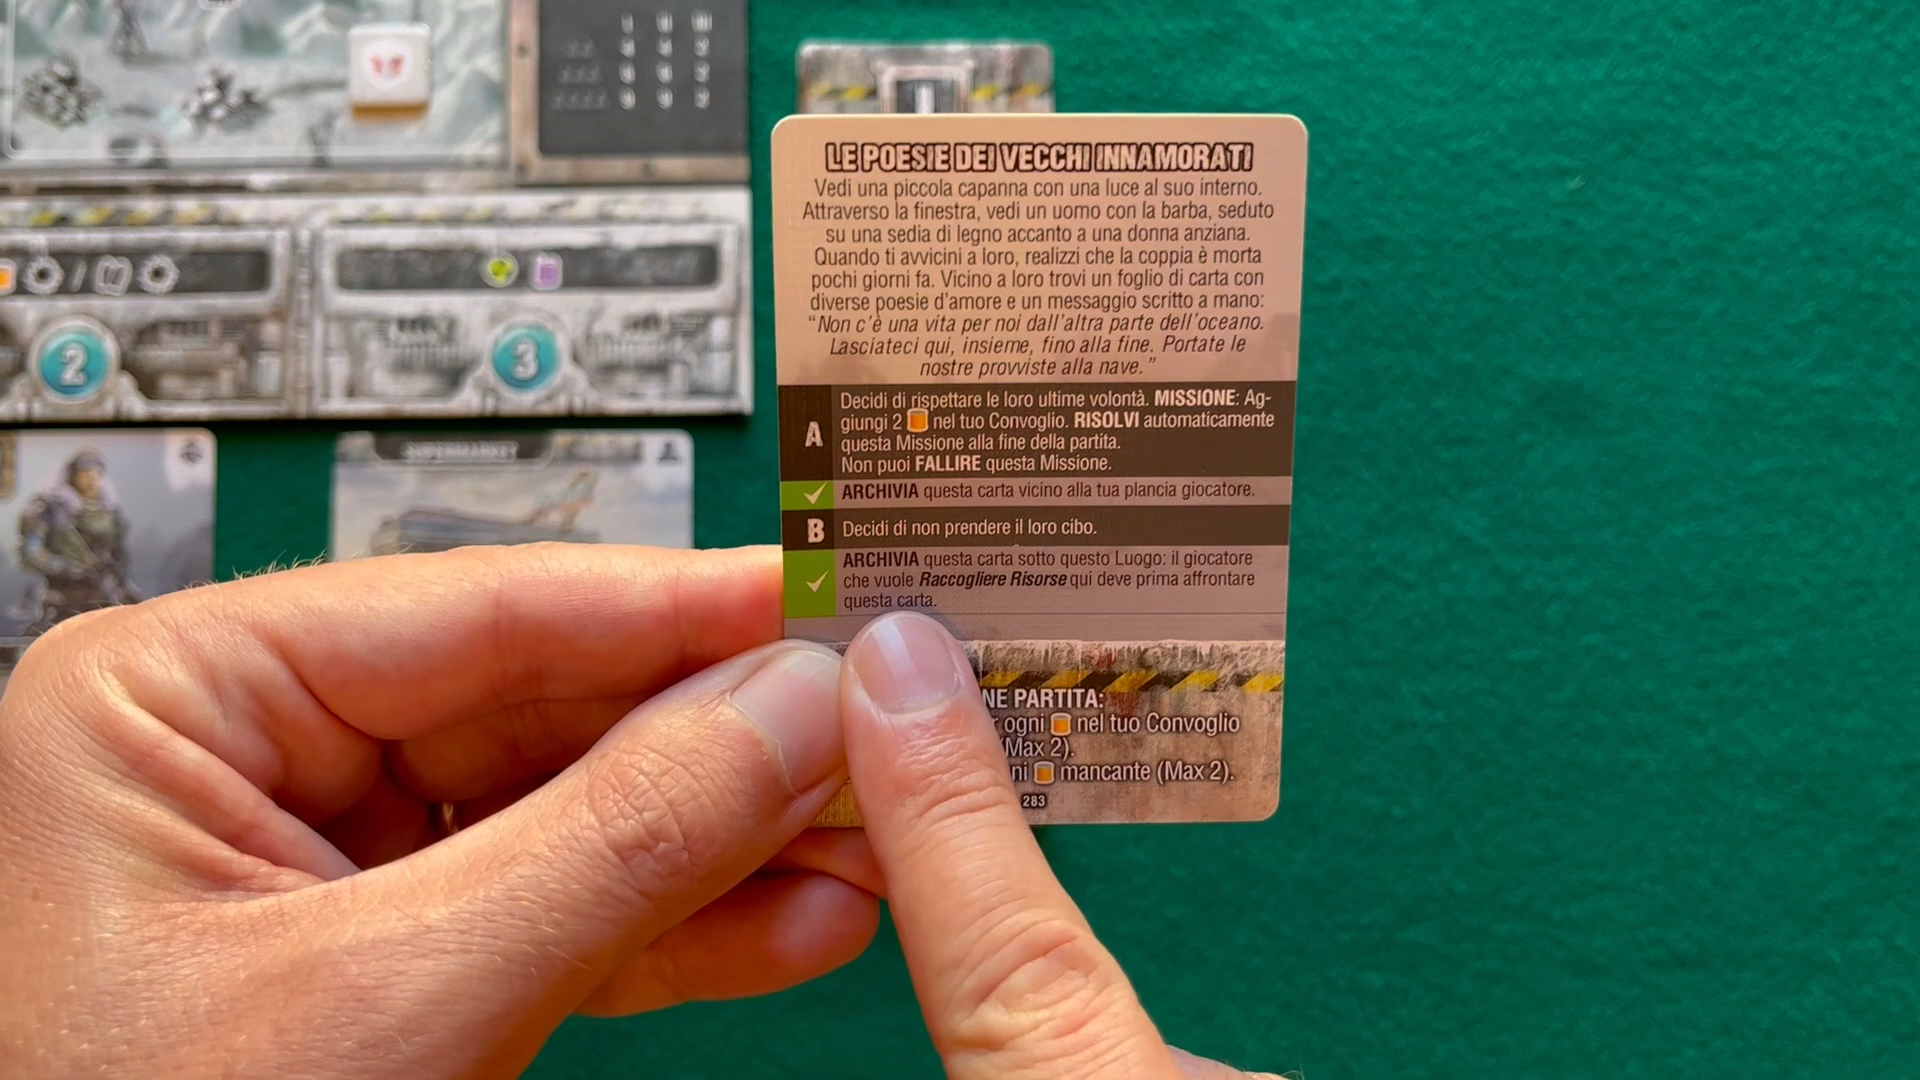 I II III
2
3
SUPERMARKET
LE POESIE DEI VECCHI INNAMORATI
Vedi una piccola capanna con una luce al suo interno.
Attraverso la finestra, vedi un uomo con la barba, seduto
su una sedia di legno accanto a una donna anziana.
Quando ti avvicini a loro, realizzi che la coppia è morta
pochi giorni fa. Vicino a loro trovi un foglio di carta con
diverse poesie d'amore e un messaggio scritto a mano:
"Non c'è una vita per noi dall'altra parte dell'oceano.
Lasciateci qui, insieme, fino alla fine. Portate le
nostre provviste alla nave."
A
Decidi di rispettare le loro ultime volontà. MISSIONE: Ag-
giungi 2 nel tuo Convoglio. RISOLVI automaticamente
questa Missione alla fine della partita.
Non puoi FALLIRE questa Missione.
ARCHIVIA questa carta vicino alla tua plancia giocatore.
B Decidi di non prendere il loro cibo.
ARCHIVIA questa carta sotto questo Luogo: il giocatore
che vuole Raccogliere Risorse qui deve prima affrontare
questa carta.
NE PARTITA:
ogni nel tuo Convoglio
(Max 2).
ni mancante (Max 2).
283